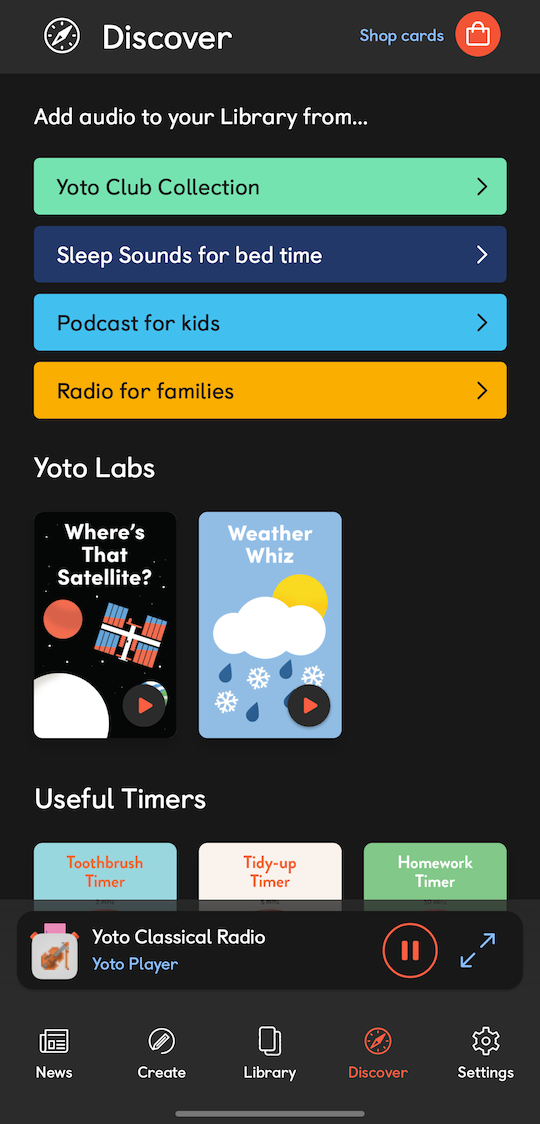 Discover
Shop cards
Add audio to your Library from...
Yoto Club Collection
Sleep Sounds for bed time
Podcast for kids
Radio for families
Yoto Labs
Where's
That
Satellite?
Weather
Whiz
Useful Timers
Toothbrush
Timer
Tidy-up
Timer
Homework
Timer
Yoto Classical Radio
Yoto Player
News
Create
Library
Discover
Settings